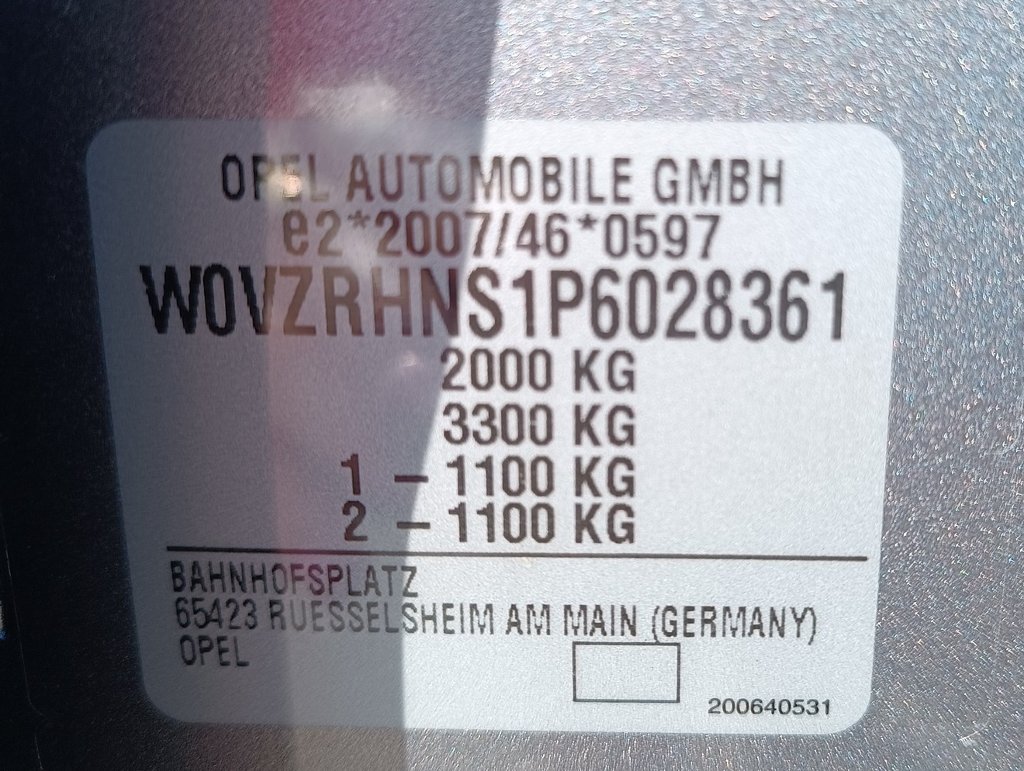 OPEL AUTOMOBILE GMBH
e2*2007/46*0597
W0VZRHNS1P6028361
2000 KG
3300 KG
1 - 1100 KG
2 - 1100 KG
BAHNHOFSPLATZ
65423 RUESSELSHEIM AM MAIN (GERMANY)
OPEL
200640531